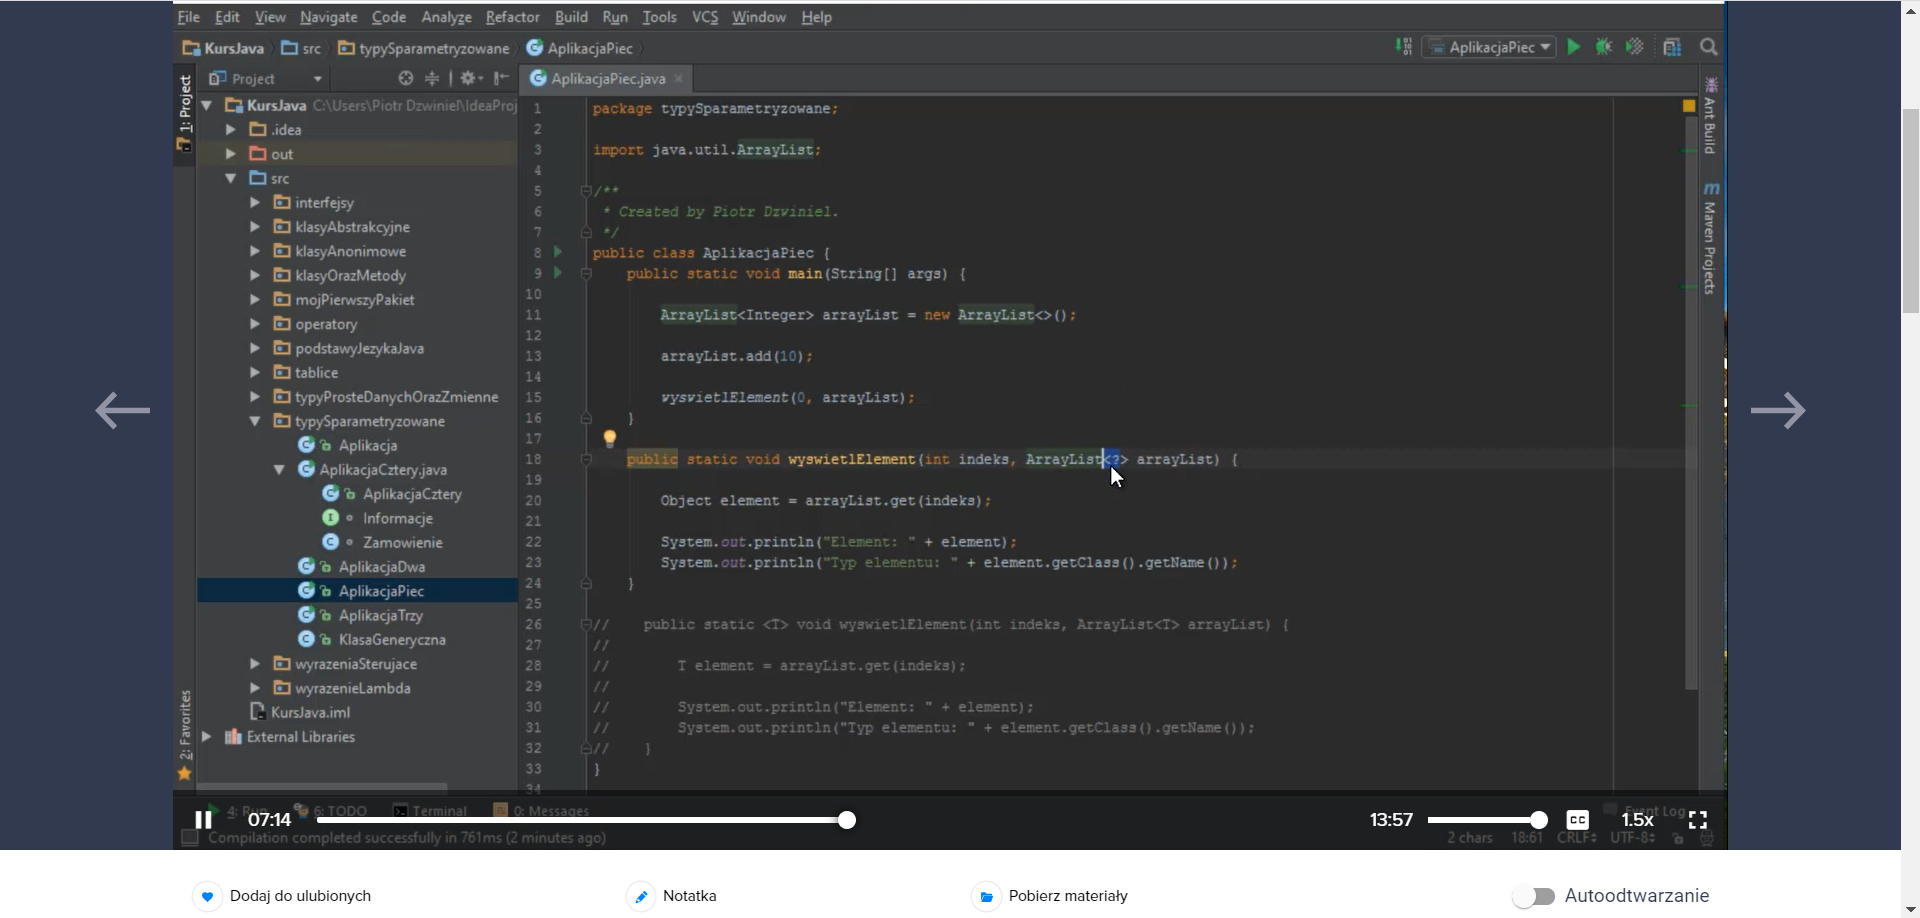 File Edit View Navigate Code Analyze Refactor Build Run Tools VCS Window Help
KursJava src typySparametryzowane AplikacjaPiec AplikacjaPiec
Project AplikacjaPiec.java
1: Project
2: Favorites
Ant Build
Maven Projects
KursJava C:\Users\Piotr Dzwiniel\IdeaProj
.idea
out
src
interfejsy
klasyAbstrakcyjne
klasyAnonimowe
klasyOrazMetody
mojPierwszyPakiet
operatory
podstawyJezykaJava
tablice
typyProsteDanychOrazZmienne
typySparametryzowane
Aplikacja
AplikacjaCztery.java
AplikacjaCztery
Informacje
Zamowienie
AplikacjaDwa
AplikacjaPiec
AplikacjaTrzy
KlasaGeneryczna
wyrazeniaSterujace
wyrazenieLambda
KursJava.iml
External Libraries
1 package typySparametryzowane;
2
3 import java.util.ArrayList;
4
5 /**
6 * Created by Piotr Dzwiniel.
7 */
8 public class AplikacjaPiec {
9 public static void main(String[] args) {
10
11 ArrayList<Integer> arrayList = new ArrayList<>();
12
13 arrayList.add(10);
14
15 wyswietlElement(0, arrayList);
16 }
17
18 public static void wyswietlElement(int indeks, ArrayList<?> arrayList) {
19
20 Object element = arrayList.get(indeks);
21
22 System.out.println("Element: " + element);
23 System.out.println("Typ elementu: " + element.getClass().getName());
24 }
25
26 // public static <T> void wyswietlElement(int indeks, ArrayList<T> arrayList) {
27 //
28 // T element = arrayList.get(indeks);
29 //
30 // System.out.println("Element: " + element);
31 // System.out.println("Typ elementu: " + element.getClass().getName());
32 // }
33 }
34
4: Run 6: TODO Terminal 0: Messages Event Log
07:14 13:57 CC 1.5x
Compilation completed successfully in 761ms (2 minutes ago) 2 chars 18:61 CRLF UTF-8
Dodaj do ulubionych Notatka Pobierz materiały Autoodtwarzanie